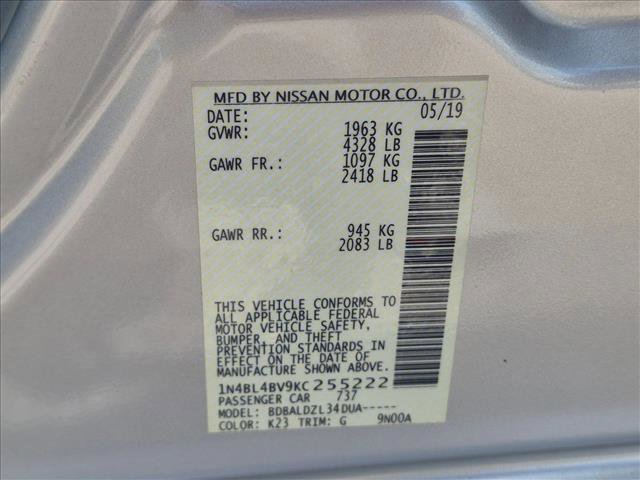 MFD BY NISSAN MOTOR CO., LTD.
DATE: 05/19
GVWR: 1963 KG
4328 LB
GAWR FR.: 1097 KG
2418 LB
GAWR RR.: 945 KG
2083 LB
THIS VEHICLE CONFORMS TO
ALL APPLICABLE FEDERAL
MOTOR VEHICLE SAFETY,
BUMPER, AND THEFT
PREVENTION STANDARDS IN
EFFECT ON THE DATE OF
MANUFACTURE SHOWN ABOVE.
1N4BL4BV9KC255222
PASSENGER CAR 737
MODEL: BDBALDZL34DUA-----
COLOR: K23 TRIM: G 9N00A